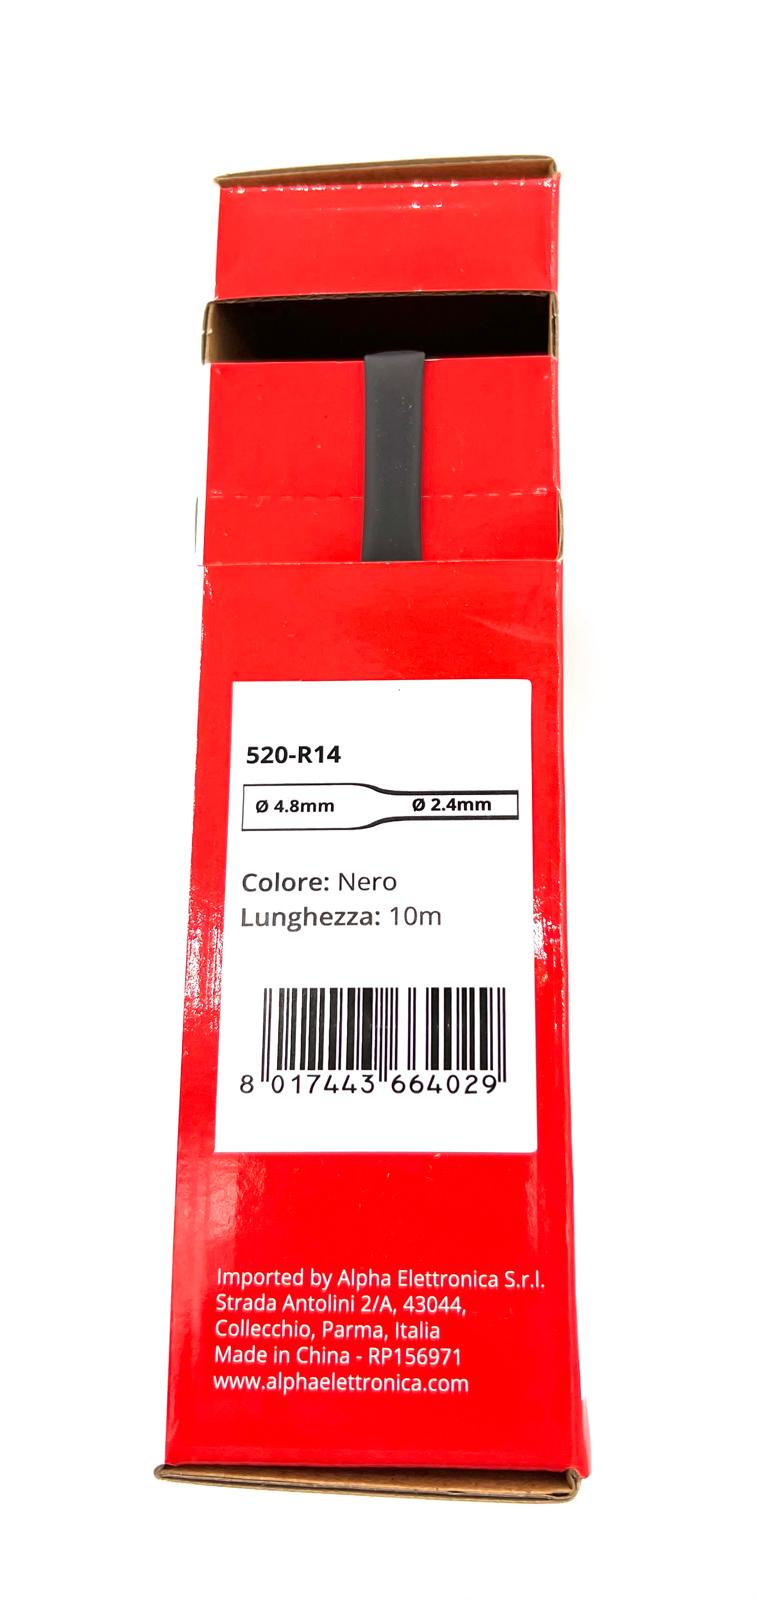 520-R14
Ø 4.8mm Ø 2.4mm
Colore: Nero
Lunghezza: 10m
8 017443 664029
Imported by Alpha Elettronica S.r.l.
Strada Antolini 2/A, 43044,
Collecchio, Parma, Italia
Made in China - RP156971
www.alphaelettronica.com